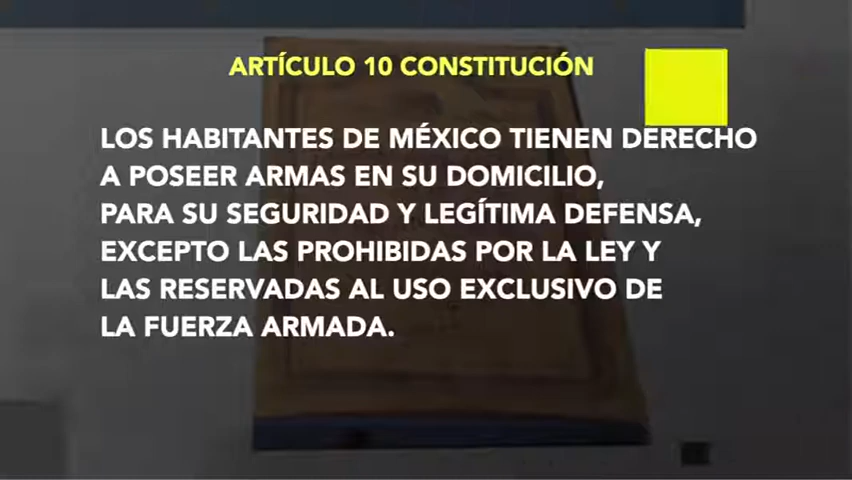 ARTÍCULO 10 CONSTITUCIÓN
LOS HABITANTES DE MÉXICO TIENEN DERECHO
A POSEER ARMAS EN SU DOMICILIO,
PARA SU SEGURIDAD Y LEGÍTIMA DEFENSA,
EXCEPTO LAS PROHIBIDAS POR LA LEY Y
LAS RESERVADAS AL USO EXCLUSIVO DE
LA FUERZA ARMADA.